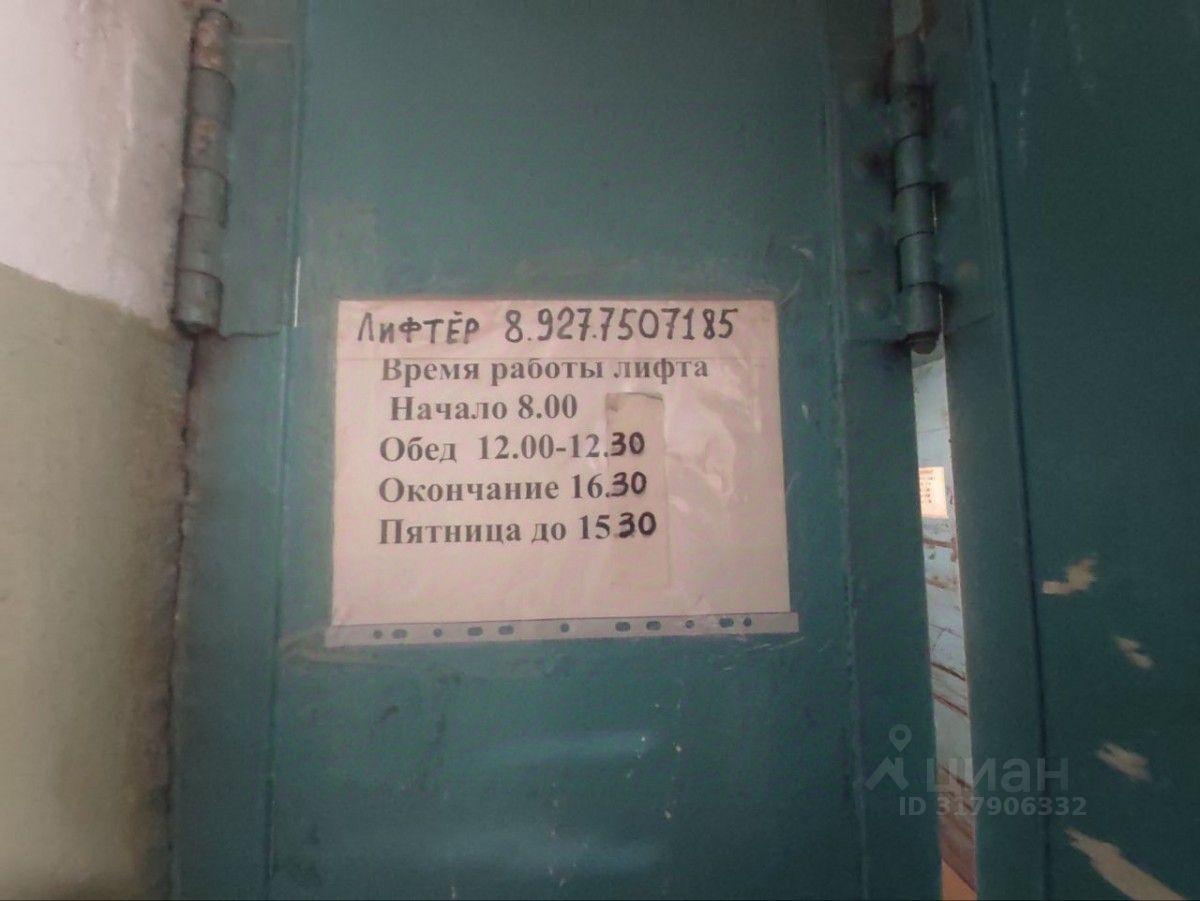 Лифтёр 8.927.7507185
Время работы лифта
Начало 8.00
Обед 12.00-12.30
Окончание 16.30
Пятница до 15 30
циан
ID 317906332